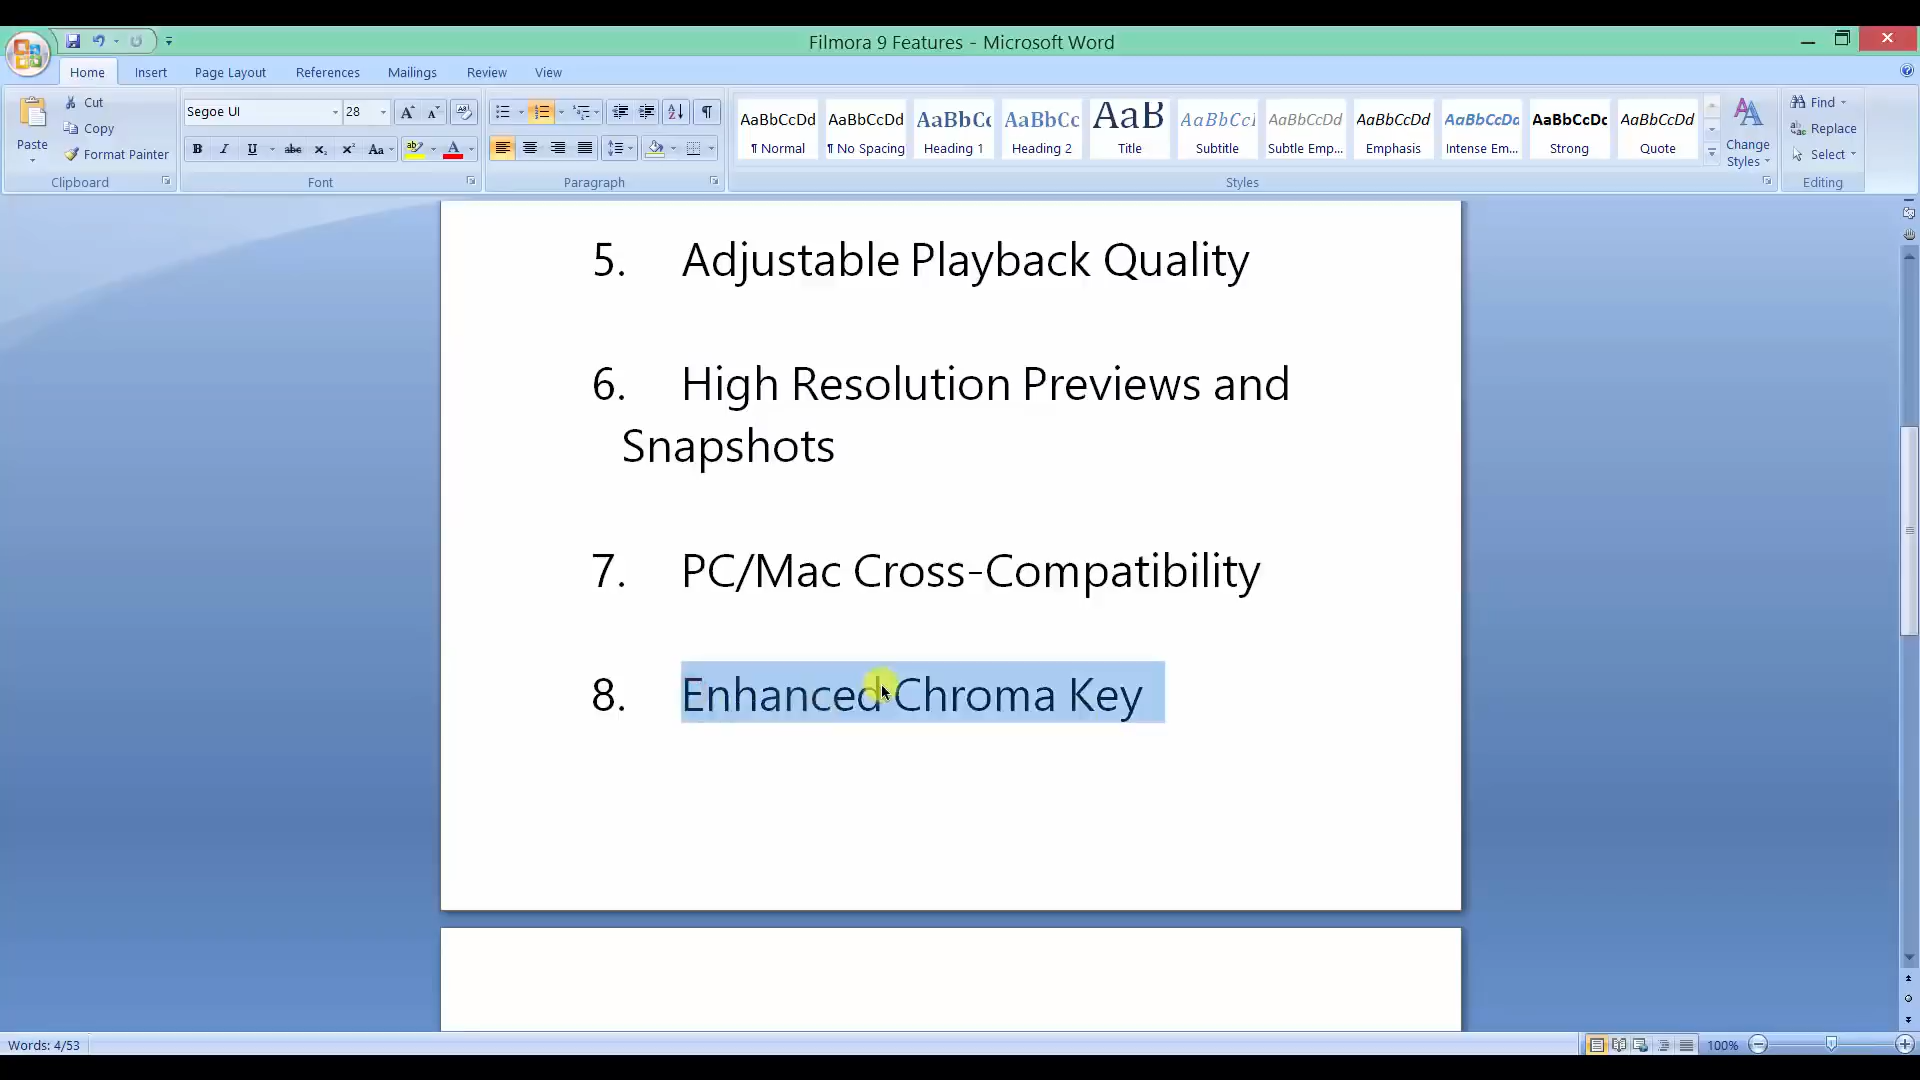 Filmora 9 Features - Microsoft Word
Home Insert Page Layout References Mailings Review View
Paste
Cut
Copy
Format Painter
Clipboard
Segoe UI 28
Font
Paragraph
AaBbCcDd AaBbCcDd AaBbCc AaBbCc AaB AaBbCcI AaBbCcDd AaBbCcDd AaBbCcDd AaBbCcDc AaBbCcDd
¶ Normal ¶ No Spacing Heading 1 Heading 2 Title Subtitle Subtle Emp... Emphasis Intense Em... Strong Quote
Change
Styles
Styles
Find
Replace
Select
Editing
5. Adjustable Playback Quality
6. High Resolution Previews and
Snapshots
7. PC/Mac Cross-Compatibility
8. Enhanced Chroma Key
Words: 4/53
100%